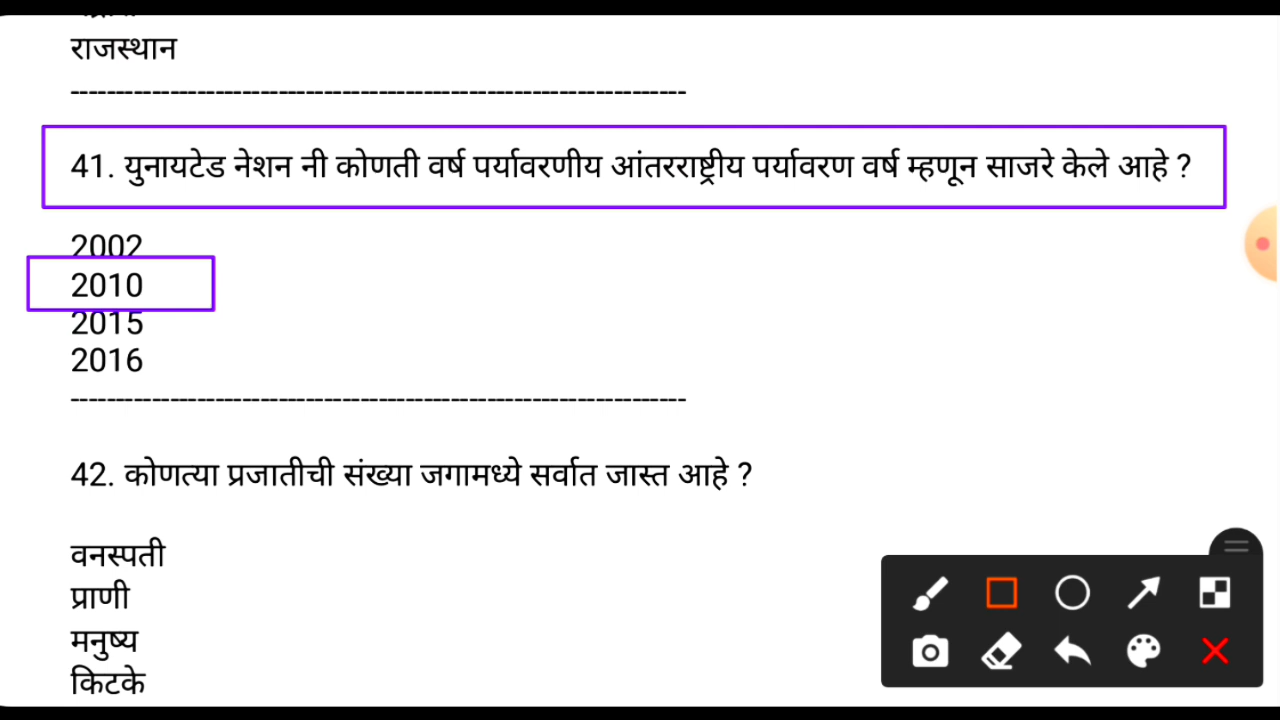 राजस्थान
-------------------------------------------------------------------
41. युनायटेड नेशन नी कोणती वर्ष पर्यावरणीय आंतरराष्ट्रीय पर्यावरण वर्ष म्हणून साजरे केले आहे ?
2002
2010
2015
2016
-------------------------------------------------------------------
42. कोणत्या प्रजातीची संख्या जगामध्ये सर्वात जास्त आहे ?
वनस्पती
प्राणी
मनुष्य
किटके